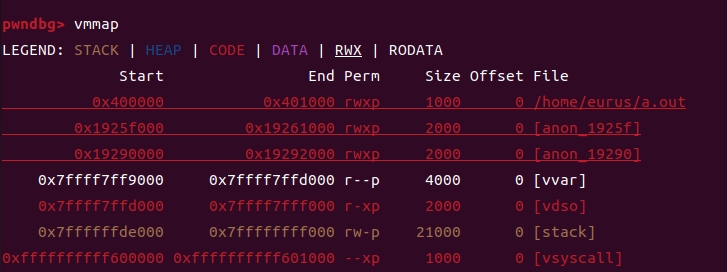 pwndbg> vmmap
LEGEND: STACK | HEAP | CODE | DATA | RWX | RODATA
Start End Perm Size Offset File
0x400000 0x401000 rwxp 1000 0 /home/eurus/a.out
0x1925f000 0x19261000 rwxp 2000 0 [anon_1925f]
0x19290000 0x19292000 rwxp 2000 0 [anon_19290]
0x7ffff7ff9000 0x7ffff7ffd000 r--p 4000 0 [vvar]
0x7ffff7ffd000 0x7ffff7fff000 r-xp 2000 0 [vdso]
0x7ffffffde000 0x7ffffffff000 rw-p 21000 0 [stack]
0xffffffffff600000 0xffffffffff601000 --xp 1000 0 [vsyscall]